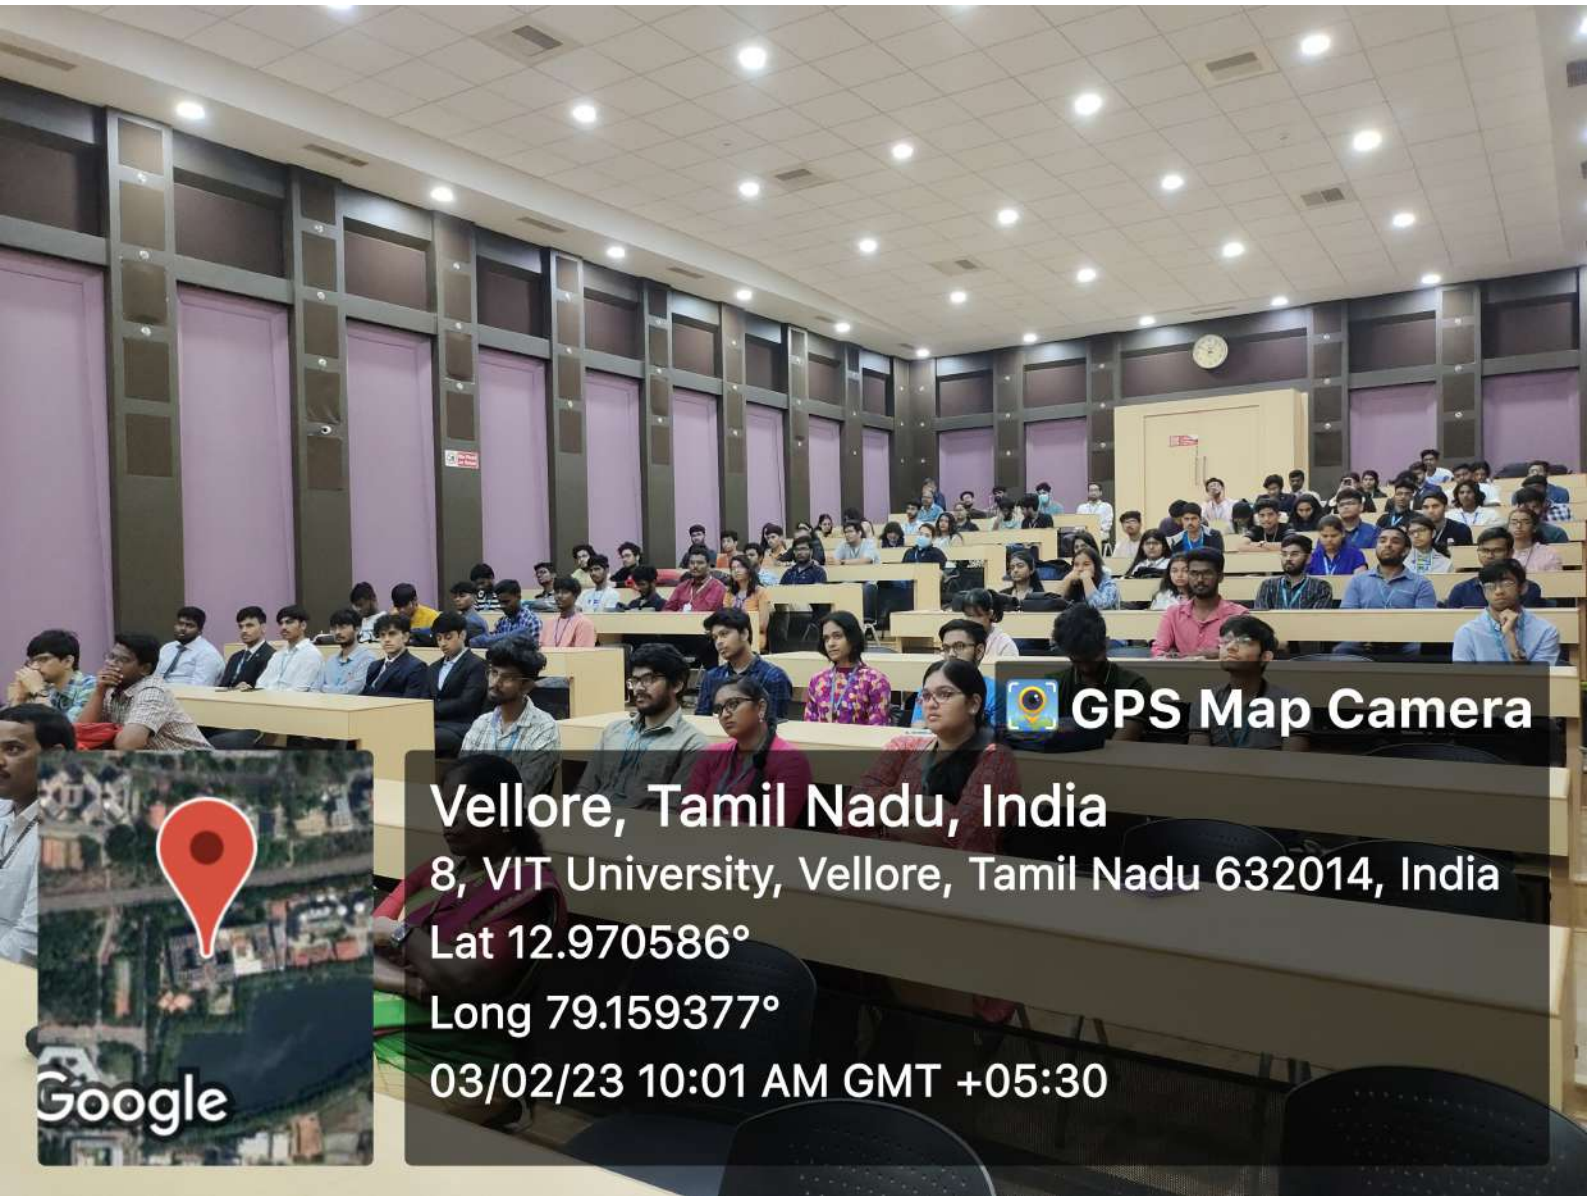 GPS Map Camera
Vellore, Tamil Nadu, India
8, VIT University, Vellore, Tamil Nadu 632014, India
Lat 12.970586°
Long 79.159377°
03/02/23 10:01 AM GMT +05:30
Google